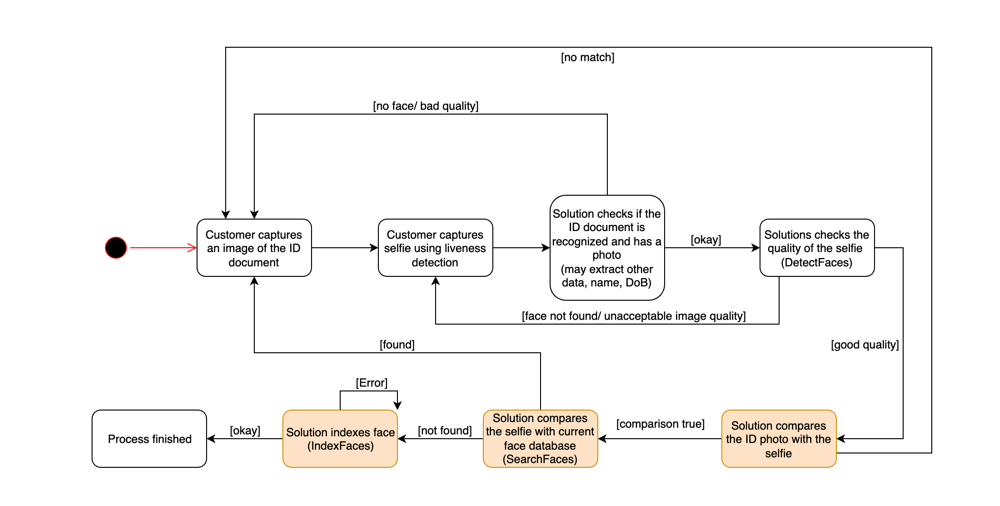 [no match]
[no face/ bad quality]
Customer captures
an image of the ID
document
Customer captures
selfie using liveness
detection
Solution checks if the
ID document is
recognized and has a
photo
(may extract other
data, name, DoB)
[okay]
Solutions checks the
quality of the selfie
(DetectFaces)
[face not found/ unacceptable image quality]
[found]
[good quality]
[Error]
Process finished
[okay]
Solution indexes face
(IndexFaces)
[not found]
Solution compares
the selfie with current
face database
(SearchFaces)
[comparison true]
Solution compares
the ID photo with the
selfie